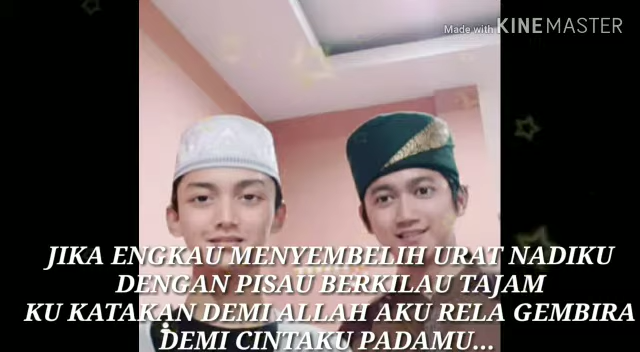 Made with KINEMASTER
JIKA ENGKAU MENYEMBELIH URAT NADIKU
DENGAN PISAU BERKILAU TAJAM
KU KATAKAN DEMI ALLAH AKU RELA GEMBIRA
DEMI CINTAKU PADAMU...